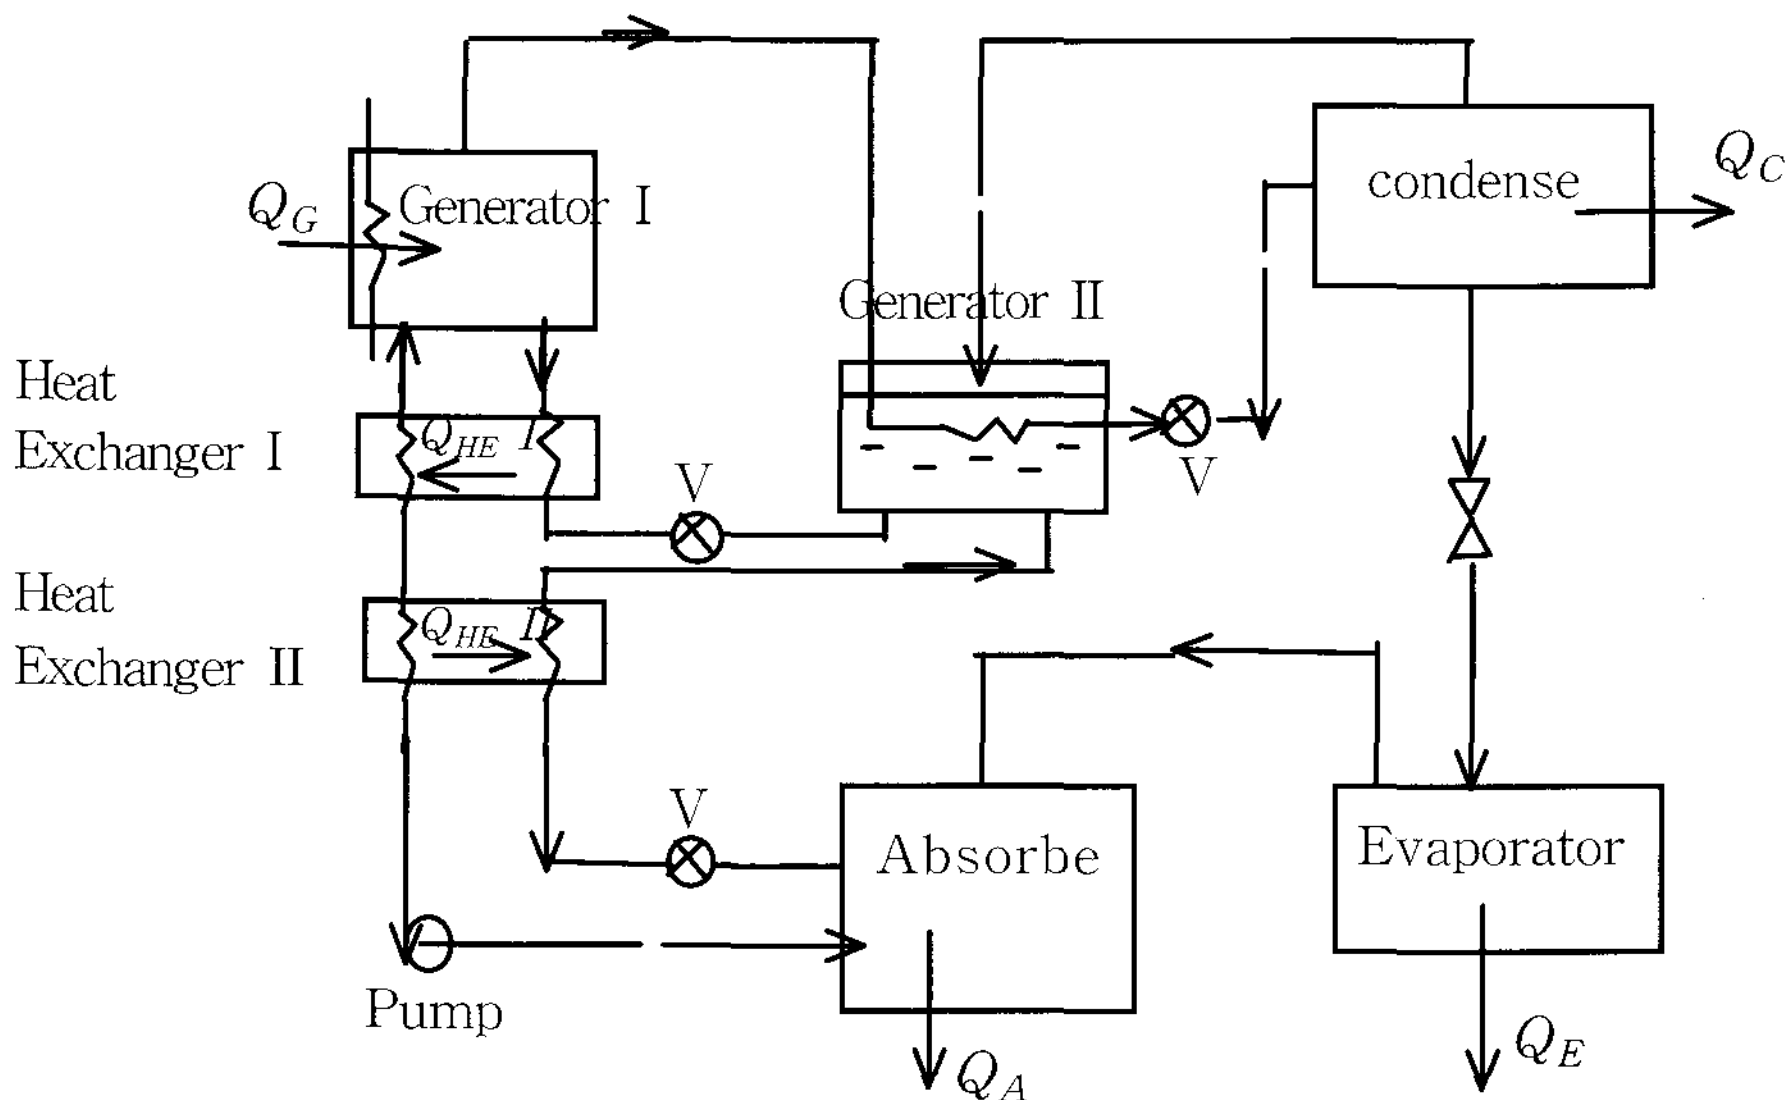 Q_G
Generator I
condense
Q_C
Generator II
Heat
Exchanger I
Q_HE I
V
V
Heat
Exchanger II
Q_HE II
V
Absorbe
Evaporator
Pump
Q_A
Q_E